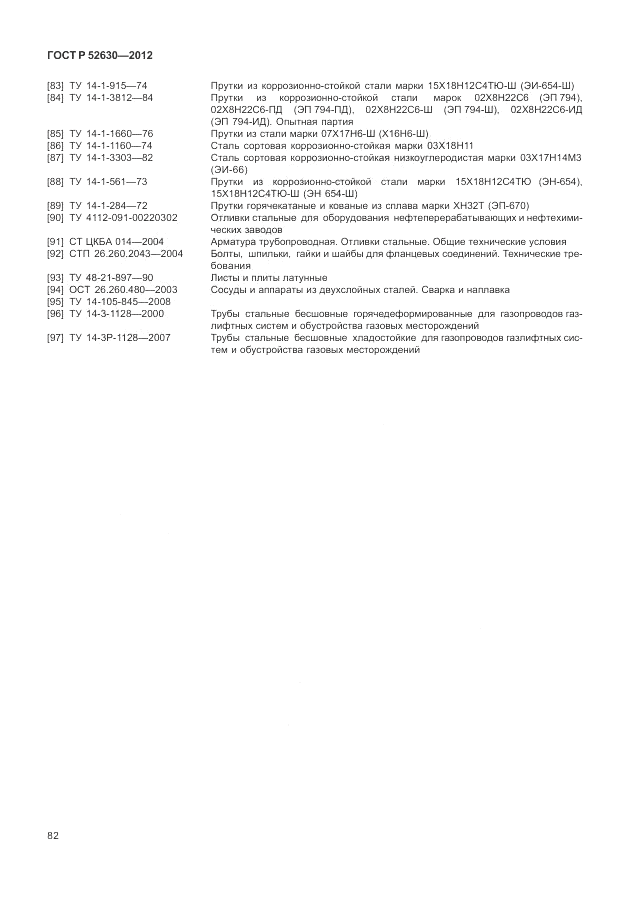 ГОСТ Р 52630—2012
[83] ТУ 14-1-915—74 Прутки из коррозионно-стойкой стали марки 15Х18Н12С4ТЮ-Ш (ЭИ-654-Ш)
[84] ТУ 14-1-3812—84 Прутки из коррозионно-стойкой стали марок 02Х8Н22С6 (ЭП 794),
02Х8Н22С6-ПД (ЭП 794-ПД), 02Х8Н22С6-Ш (ЭП 794-Ш), 02Х8Н22С6-ИД
(ЭП 794-ИД). Опытная партия
[85] ТУ 14-1-1660—76 Прутки из стали марки 07Х17Н6-Ш (Х16Н6-Ш)
[86] ТУ 14-1-1160—74 Сталь сортовая коррозионно-стойкая марки 03Х18Н11
[87] ТУ 14-1-3303—82 Сталь сортовая коррозионно-стойкая низкоуглеродистая марки 03Х17Н14М3
(ЭИ-66)
[88] ТУ 14-1-561—73 Прутки из коррозионно-стойкой стали марки 15Х18Н12С4ТЮ (ЭН-654),
15Х18Н12С4ТЮ-Ш (ЭН 654-Ш)
[89] ТУ 14-1-284—72 Прутки горячекатаные и кованые из сплава марки ХН32Т (ЭП-670)
[90] ТУ 4112-091-00220302 Отливки стальные для оборудования нефтеперерабатывающих и нефтехими-
ческих заводов
[91] СТ ЦКБА 014—2004 Арматура трубопроводная. Отливки стальные. Общие технические условия
[92] СТП 26.260.2043—2004 Болты, шпильки, гайки и шайбы для фланцевых соединений. Технические тре-
бования
[93] ТУ 48-21-897—90 Листы и плиты латунные
[94] ОСТ 26.260.480—2003 Сосуды и аппараты из двухслойных сталей. Сварка и наплавка
[95] ТУ 14-105-845—2008
[96] ТУ 14-3-1128—2000 Трубы стальные бесшовные горячедеформированные для газопроводов газ-
лифтных систем и обустройства газовых месторождений
[97] ТУ 14-3Р-1128—2007 Трубы стальные бесшовные хладостойкие для газопроводов газлифтных сис-
тем и обустройства газовых месторождений
82